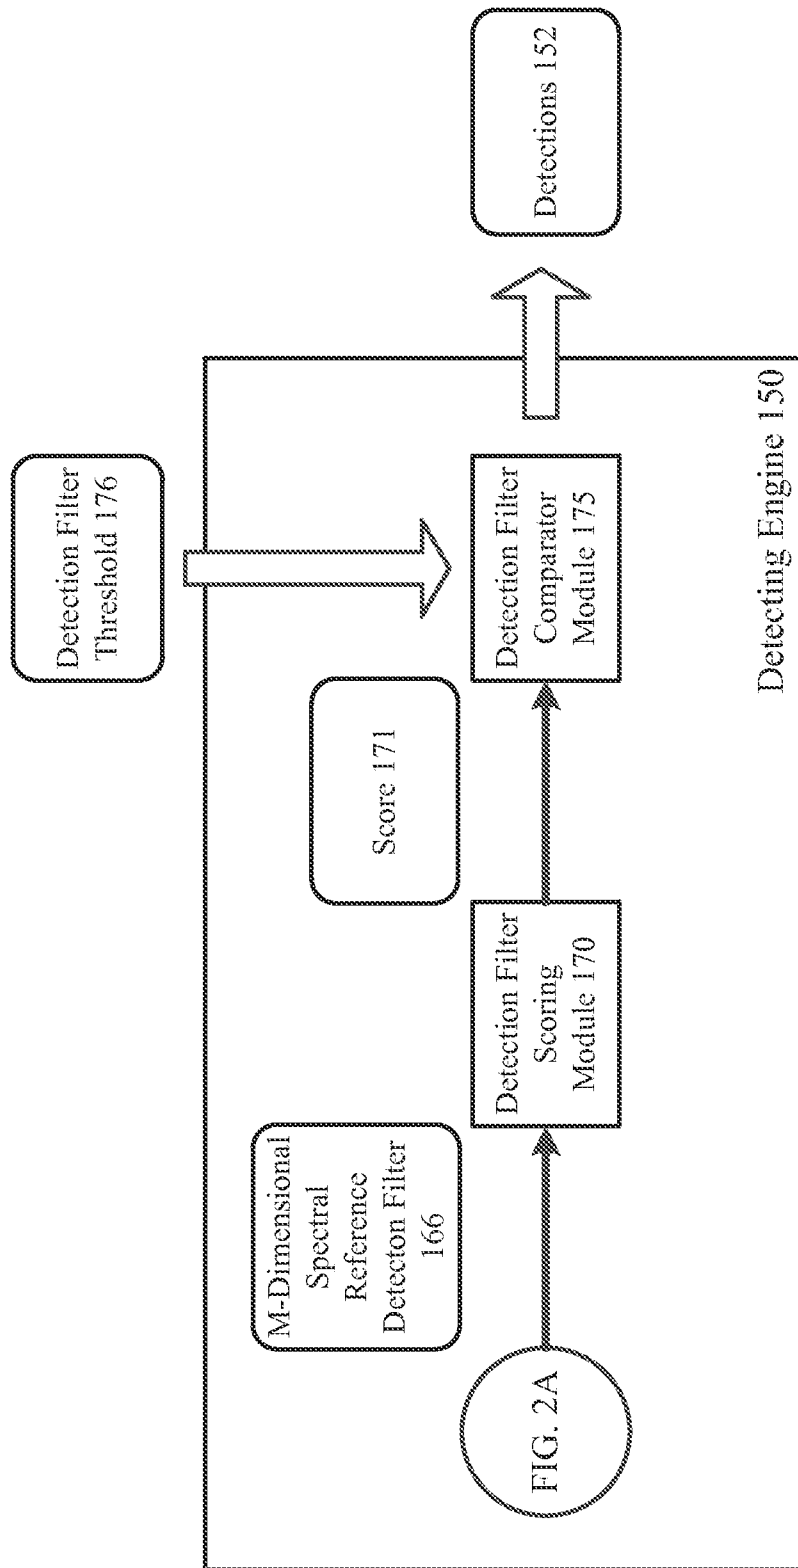 Detection Filter
Threshold 176
M-Dimensional
Spectral
Reference
Detecton Filter
166
Score 171
FIG. 2A
Detection Filter
Scoring
Module 170
Detection Filter
Comparator
Module 175
Detections 152
Detecting Engine 150